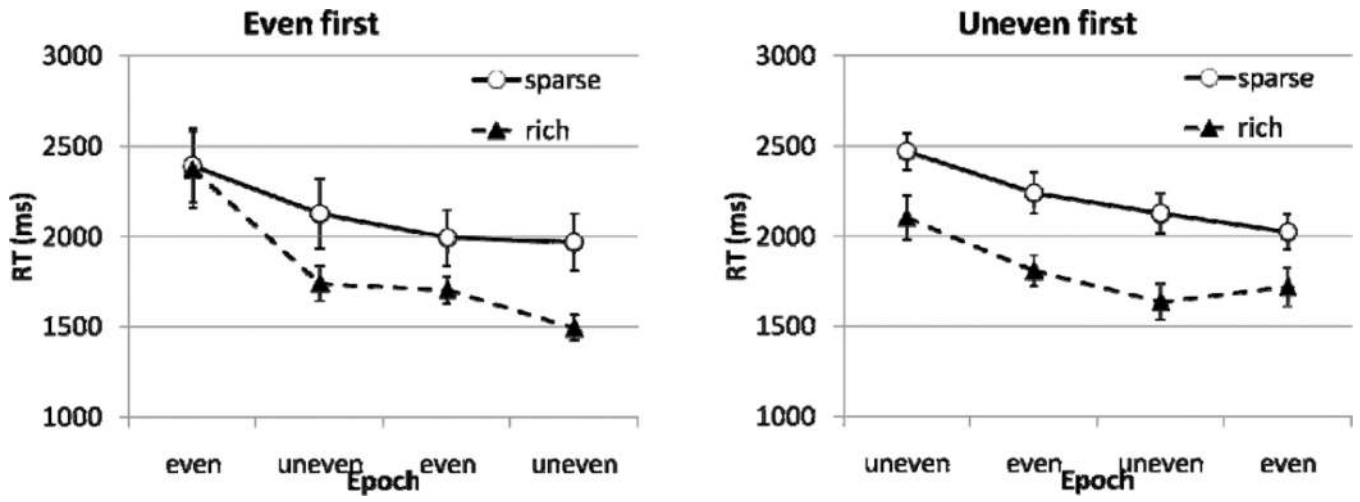 Even first
3000
2500
2000
1500
1000
RT (ms)
sparse
rich
even uneven even uneven
Epoch
Uneven first
3000
2500
2000
1500
1000
RT (ms)
sparse
rich
uneven even uneven even
Epoch